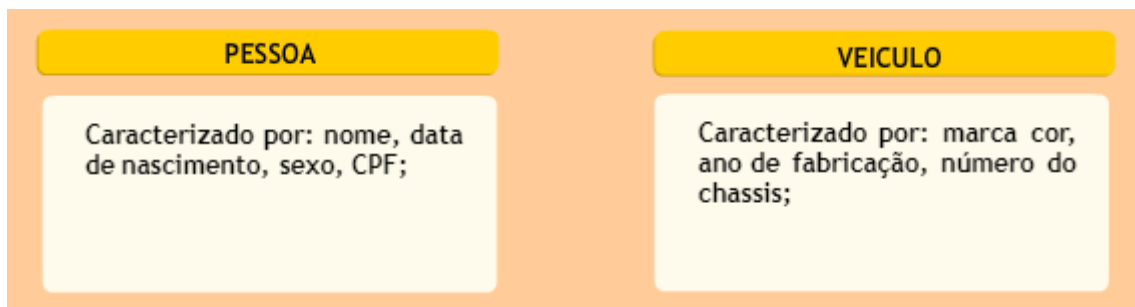 PESSOA
Caracterizado por: nome, data
de nascimento, sexo, CPF;
VEICULO
Caracterizado por: marca cor,
ano de fabricação, número do
chassis;